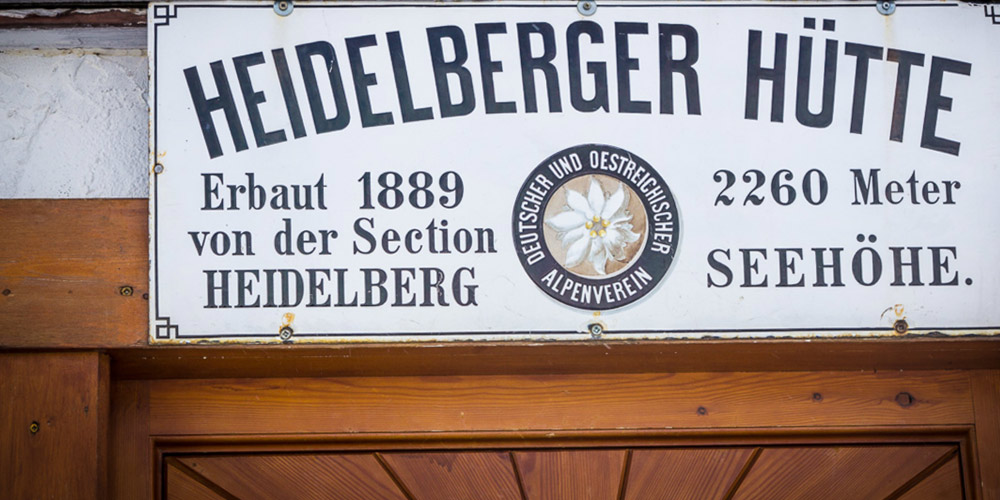 HEIDELBERGER HÜTTE
Erbaut 1889
von der Section
HEIDELBERG
DEUTSCHER UND OESTREICHISCHER
ALPENVEREIN
2260 Meter
SEEHÖHE.